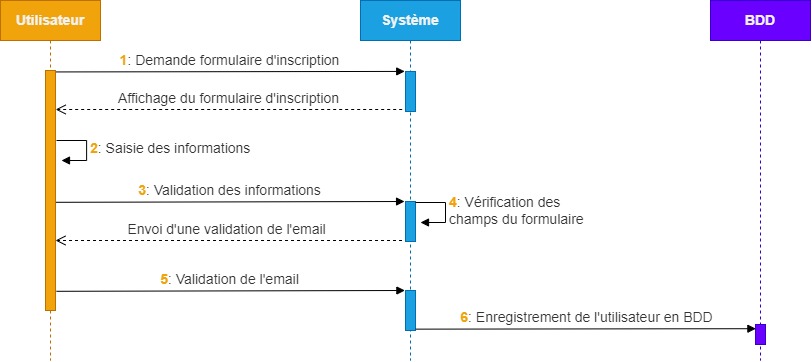 Utilisateur
Système
BDD
1: Demande formulaire d'inscription
Affichage du formulaire d'inscription
2: Saisie des informations
3: Validation des informations
4: Vérification des
champs du formulaire
Envoi d'une validation de l'email
5: Validation de l'email
6: Enregistrement de l'utilisateur en BDD